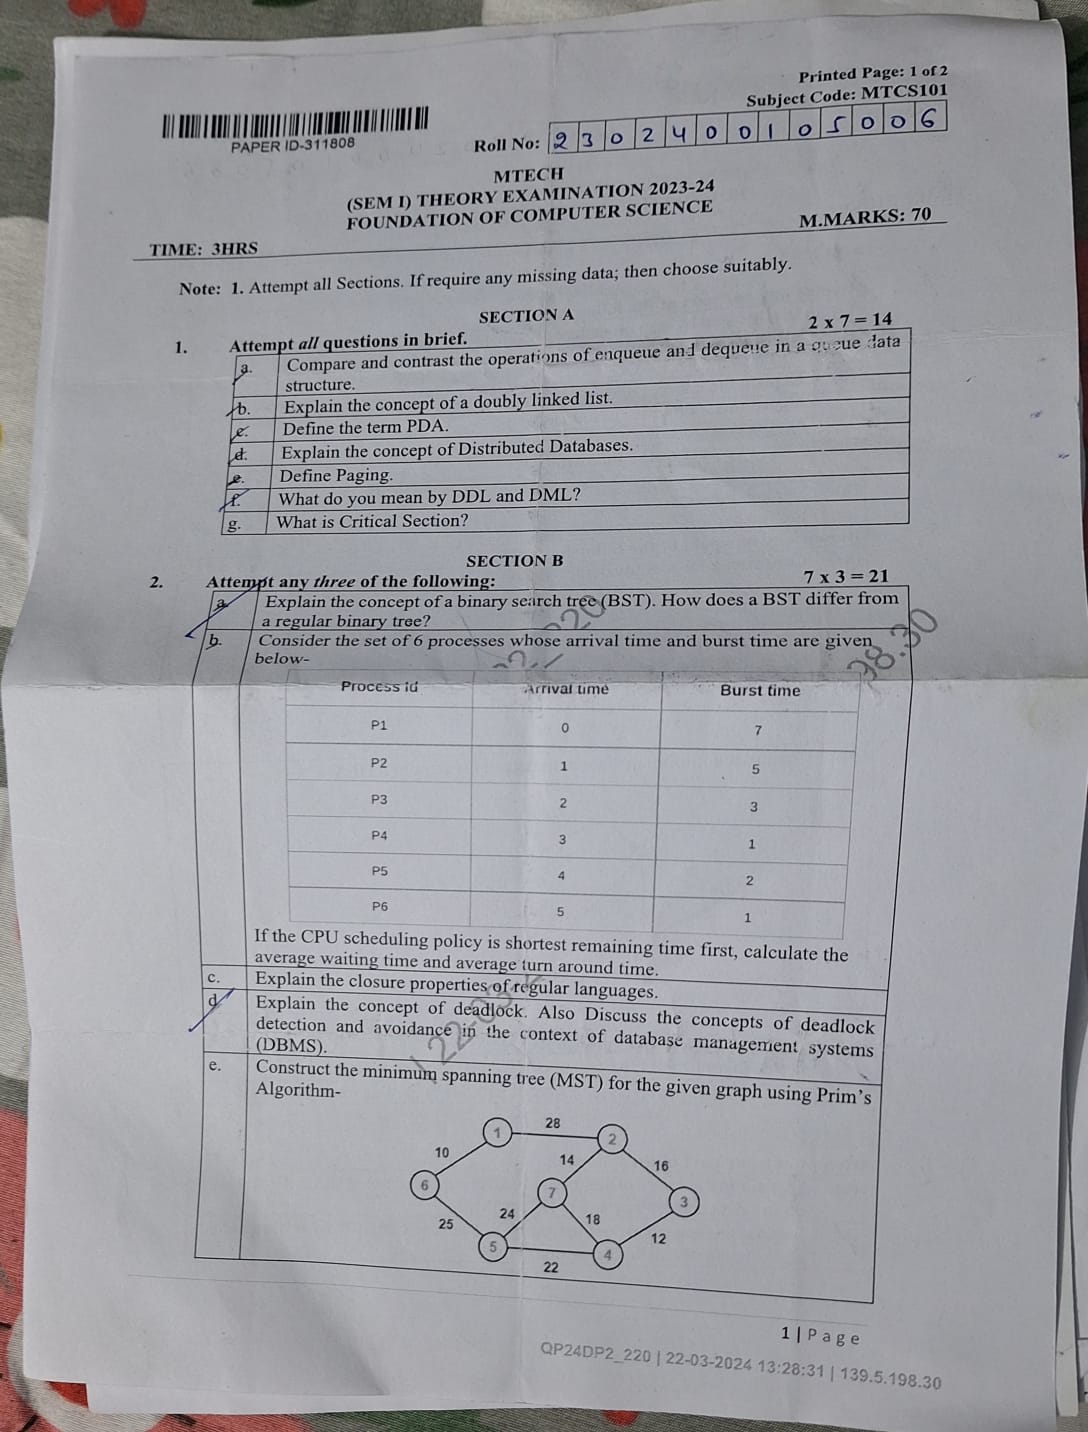 Printed Page: 1 of 2
Subject Code: MTCS101
PAPER ID-311808
Roll No: 2 3 0 2 4 0 0 1 0 5 0 0 6
MTECH
(SEM I) THEORY EXAMINATION 2023-24
FOUNDATION OF COMPUTER SCIENCE
TIME: 3HRS M.MARKS: 70
Note: 1. Attempt all Sections. If require any missing data; then choose suitably.
SECTION A
1. Attempt all questions in brief. 2 x 7 = 14
a. Compare and contrast the operations of enqueue and dequeue in a queue data
structure.
b. Explain the concept of a doubly linked list.
c. Define the term PDA.
d. Explain the concept of Distributed Databases.
e. Define Paging.
f. What do you mean by DDL and DML?
g. What is Critical Section?
SECTION B
2. Attempt any three of the following: 7 x 3 = 21
a. Explain the concept of a binary search tree (BST). How does a BST differ from
a regular binary tree?
b. Consider the set of 6 processes whose arrival time and burst time are given
below-
Process id Arrival time Burst time
P1 0 7
P2 1 5
P3 2 3
P4 3 1
P5 4 2
P6 5 1
If the CPU scheduling policy is shortest remaining time first, calculate the
average waiting time and average turn around time.
c. Explain the closure properties of regular languages.
d. Explain the concept of deadlock. Also Discuss the concepts of deadlock
detection and avoidance in the context of database management systems
(DBMS).
e. Construct the minimum spanning tree (MST) for the given graph using Prim's
Algorithm-
28
1 2
10 14 16
6 7 3
25 24 18 12
5 4
22
1 | P a g e
QP24DP2_220 | 22-03-2024 13:28:31 | 139.5.198.30